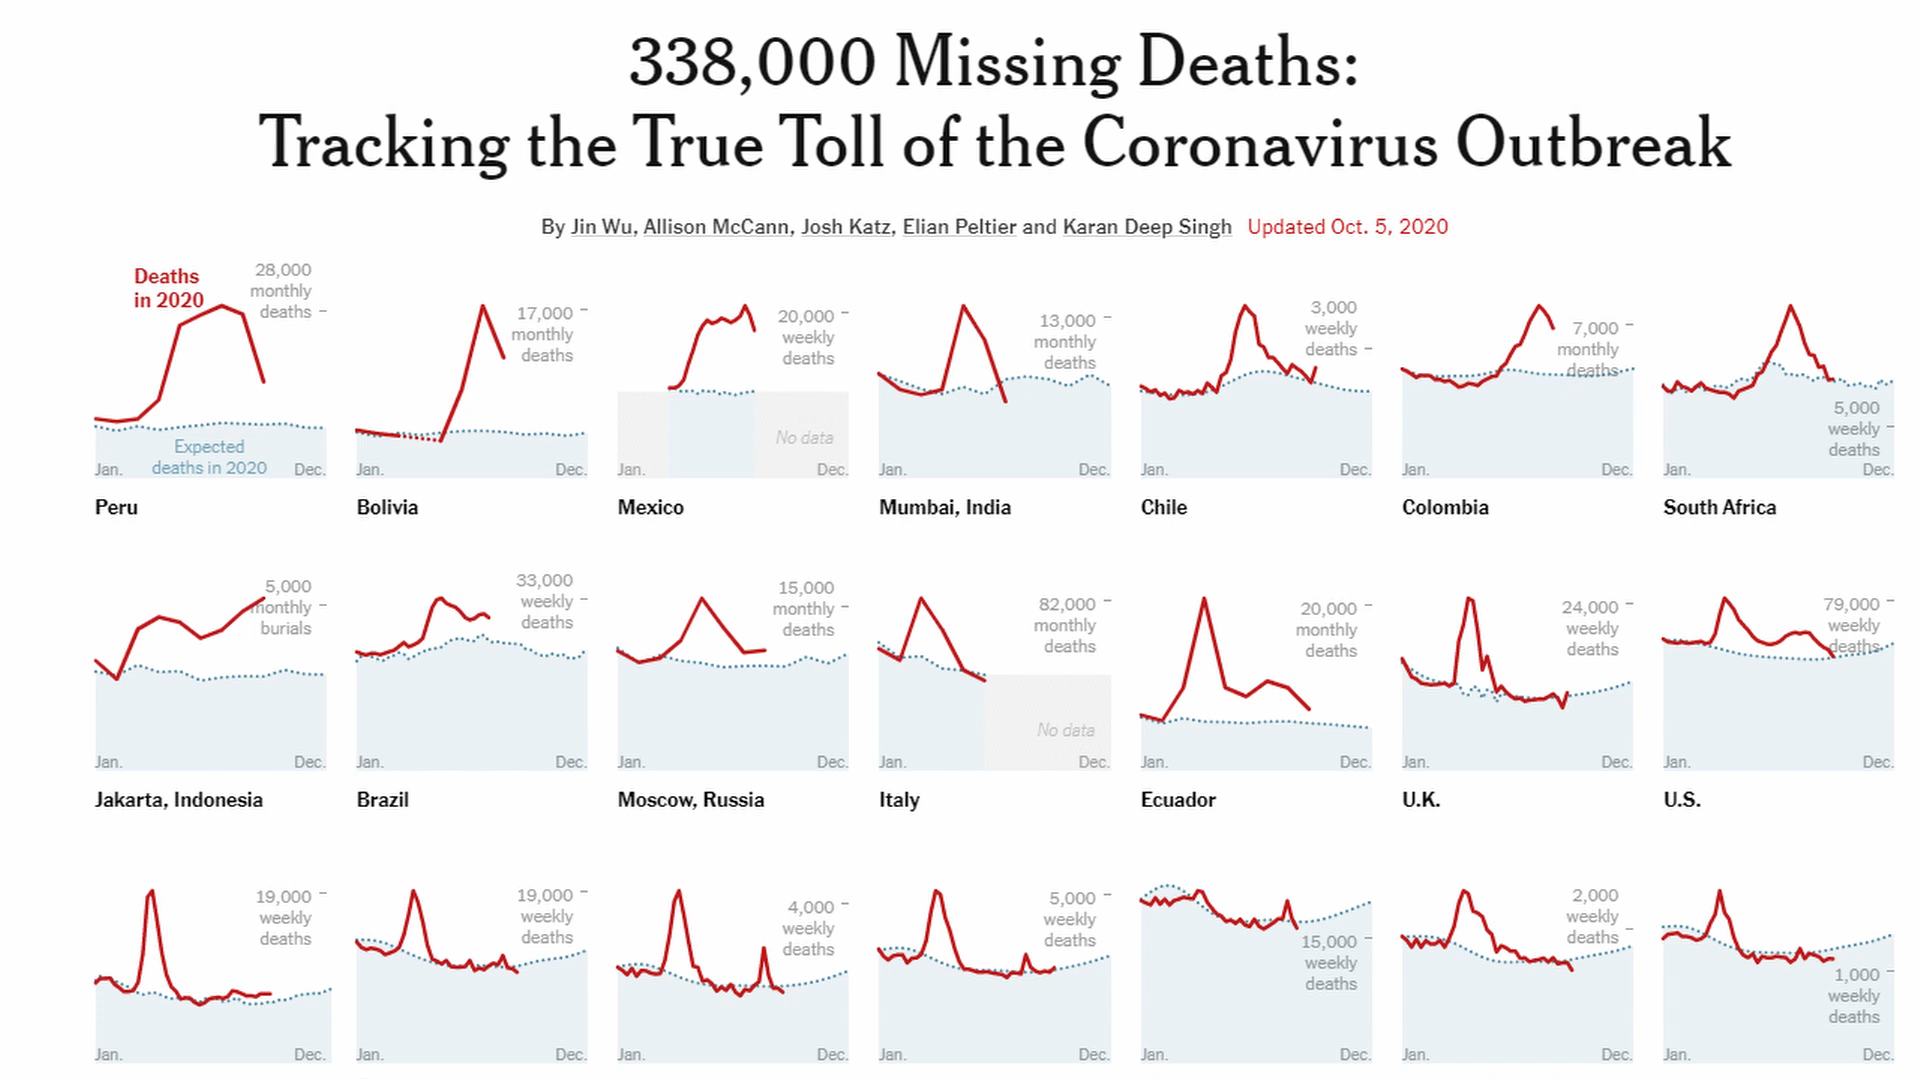 338,000 Missing Deaths:
Tracking the True Toll of the Coronavirus Outbreak
By Jin Wu, Allison McCann, Josh Katz, Elian Peltier and Karan Deep Singh Updated Oct. 5, 2020
Deaths
in 2020
28,000
monthly
deaths
Expected
deaths in 2020
Jan.
Dec.
Peru
17,000
monthly
deaths
Jan.
Dec.
Bolivia
20,000
weekly
deaths
No data
Jan.
Dec.
Mexico
13,000
monthly
deaths
Jan.
Dec.
Mumbai, India
3,000
weekly
deaths
Jan.
Dec.
Chile
7,000
monthly
deaths
Jan.
Dec.
Colombia
5,000
weekly
deaths
Jan.
Dec.
South Africa
5,000
monthly
burials
Jan.
Dec.
Jakarta, Indonesia
33,000
weekly
deaths
Jan.
Dec.
Brazil
15,000
monthly
deaths
Jan.
Dec.
Moscow, Russia
82,000
monthly
deaths
No data
Jan.
Dec.
Italy
20,000
monthly
deaths
Jan.
Dec.
Ecuador
24,000
weekly
deaths
Jan.
Dec.
U.K.
79,000
weekly
deaths
Jan.
Dec.
U.S.
19,000
weekly
deaths
Jan.
Dec.
19,000
weekly
deaths
Jan.
Dec.
4,000
weekly
deaths
Jan.
Dec.
5,000
weekly
deaths
Jan.
Dec.
15,000
weekly
deaths
Jan.
Dec.
2,000
weekly
deaths
Jan.
Dec.
1,000
weekly
deaths
Jan.
Dec.